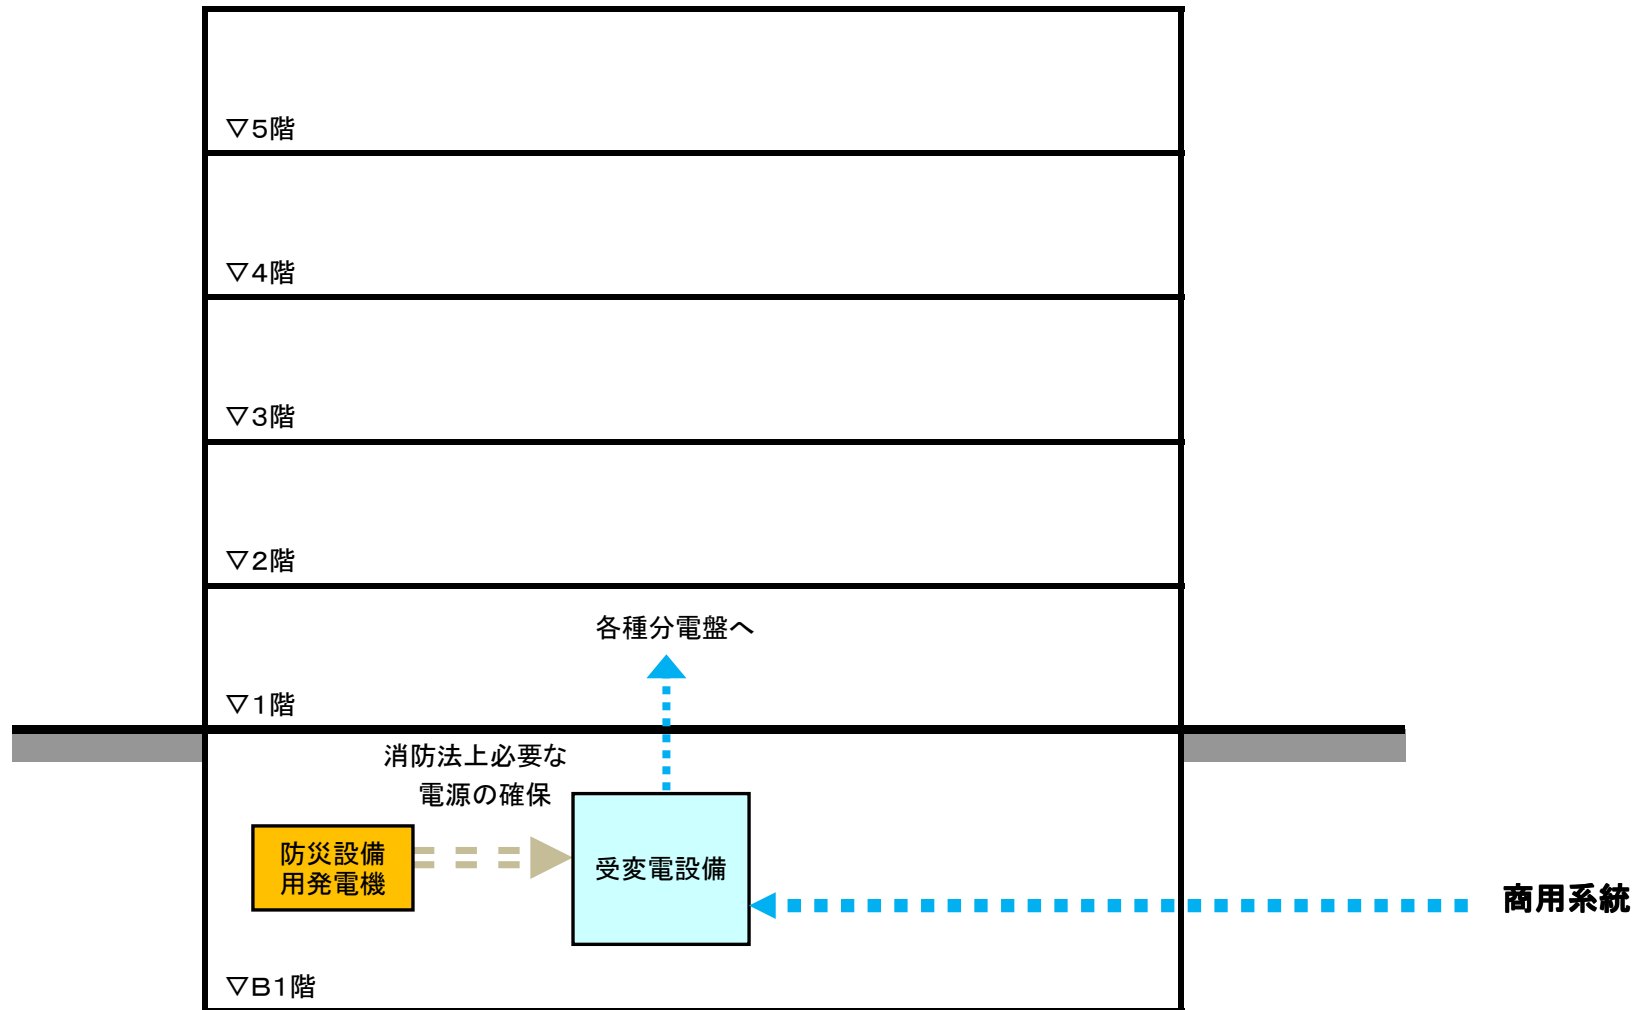 ▽5階
▽4階
▽3階
▽2階
各種分電盤へ
▽1階
消防法上必要な
電源の確保
防災設備
用発電機
受変電設備
商用系統
▽B1階